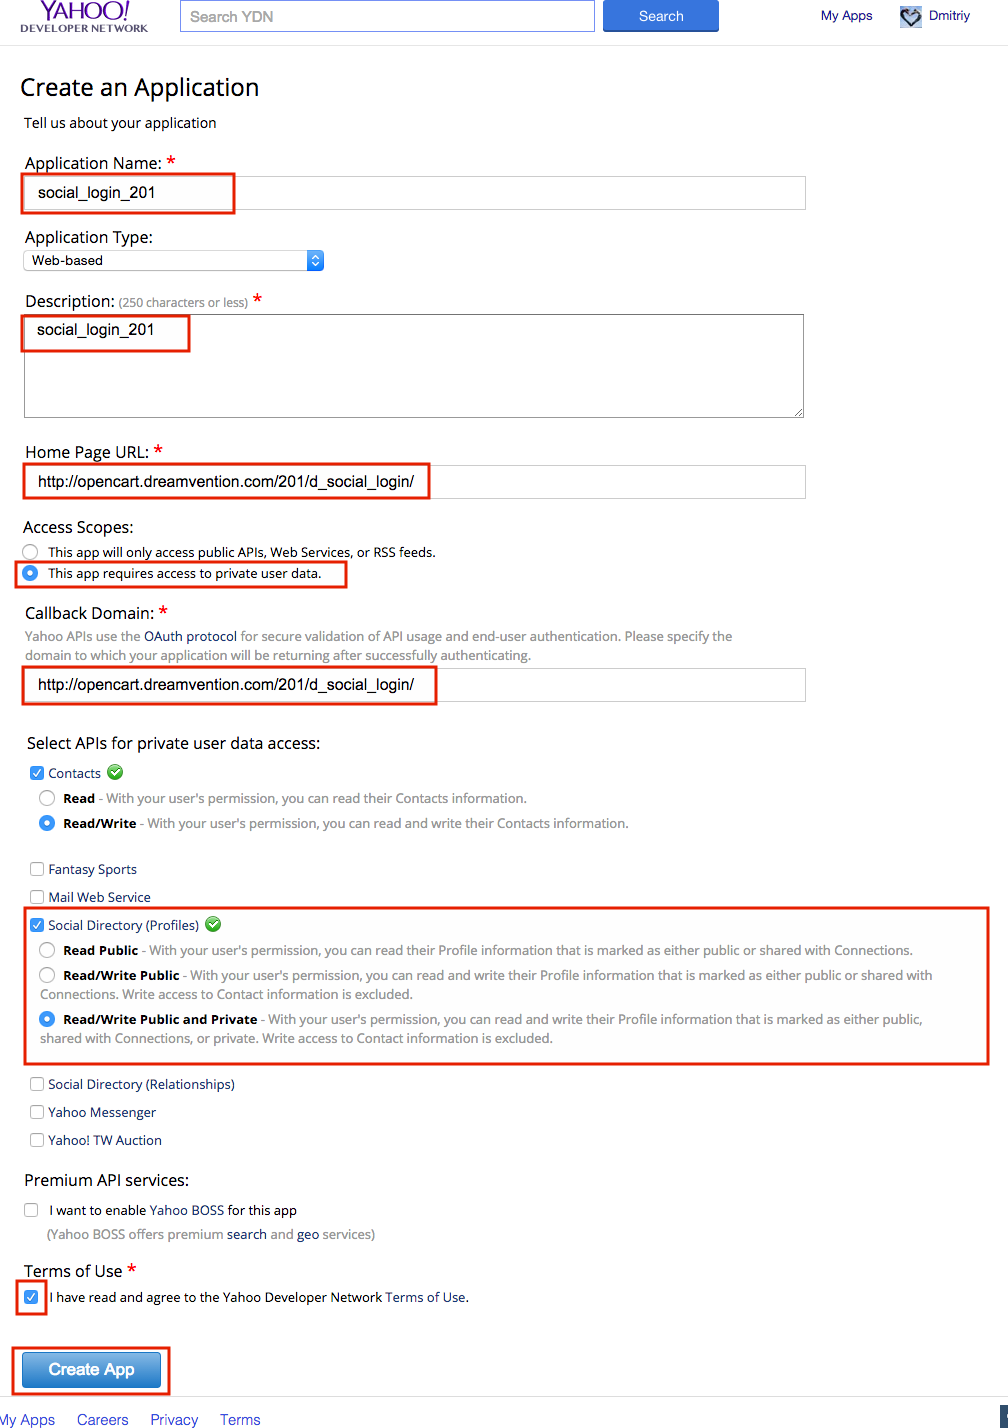 YAHOO!
DEVELOPER NETWORK
Search YDN
Search
My Apps
Dmitriy
Create an Application
Tell us about your application
Application Name: *
social_login_201
Application Type:
Web-based
Description: (250 characters or less) *
social_login_201
Home Page URL: *
http://opencart.dreamvention.com/201/d_social_login/
Access Scopes:
This app will only access public APIs, Web Services, or RSS feeds.
This app requires access to private user data.
Callback Domain: *
Yahoo APIs use the OAuth protocol for secure validation of API usage and end-user authentication. Please specify the
domain to which your application will be returning after successfully authenticating.
http://opencart.dreamvention.com/201/d_social_login/
Select APIs for private user data access:
Contacts
Read - With your user's permission, you can read their Contacts information.
Read/Write - With your user's permission, you can read and write their Contacts information.
Fantasy Sports
Mail Web Service
Social Directory (Profiles)
Read Public - With your user's permission, you can read their Profile information that is marked as either public or shared with Connections.
Read/Write Public - With your user's permission, you can read and write their Profile information that is marked as either public or shared with
Connections. Write access to Contact information is excluded.
Read/Write Public and Private - With your user's permission, you can read and write their Profile information that is marked as either public,
shared with Connections, or private. Write access to Contact information is excluded.
Social Directory (Relationships)
Yahoo Messenger
Yahoo! TW Auction
Premium API services:
I want to enable Yahoo BOSS for this app
(Yahoo BOSS offers premium search and geo services)
Terms of Use *
I have read and agree to the Yahoo Developer Network Terms of Use.
Create App
My Apps
Careers
Privacy
Terms